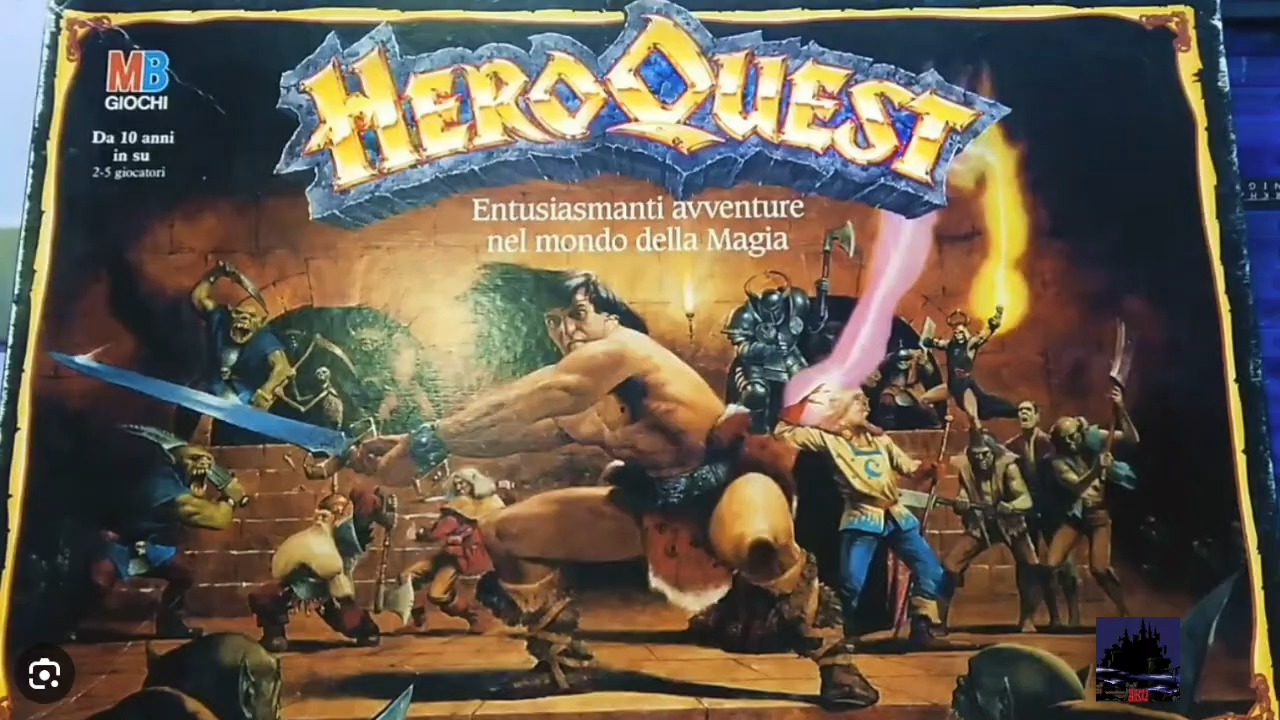 HEROQUEST
MB
GIOCHI
Da 10 anni
in su
2-5 giocatori
Entusiasmanti avventure
nel mondo della Magia